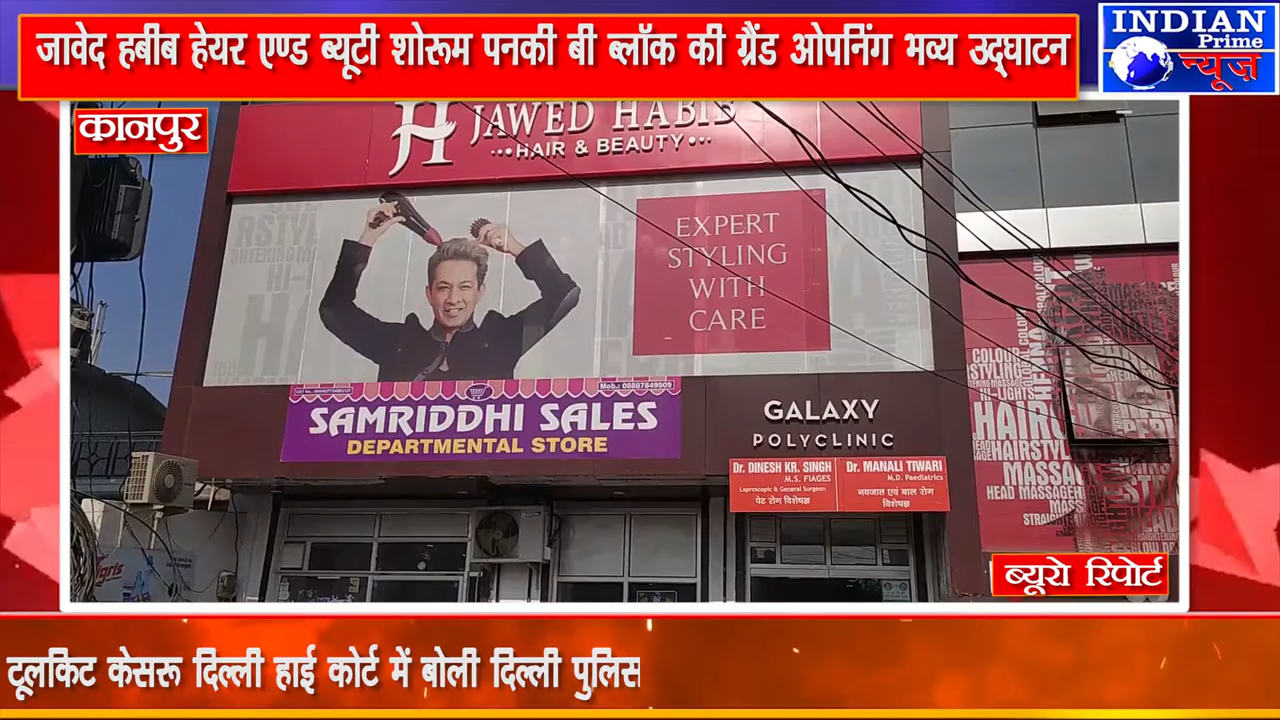 जावेद हबीब हेयर एण्ड ब्यूटी शोरूम पनकी बी ब्लॉक की ग्रैंड ओपनिंग भव्य उद्घाटन
INDIAN
Prime
न्यूज़
कानपुर
H JAWED HABIB
HAIR & BEAUTY
EXPERT
STYLING
WITH
CARE
Mob.: 08887849909
SAMRIDDHI SALES
DEPARTMENTAL STORE
GALAXY
POLYCLINIC
Dr. DINESH KR. SINGH
M.S. FIAGES
Laproscopic & General Surgeon
पेट रोग विशेषज्ञ
Dr. MANALI TIWARI
M.D. Paediatrics
नवजात एवं बाल रोग
विशेषज्ञ
COLOUR
STYLING
HI-LIGHTS
HAIRSTYL
MASSA
HEAD MASSAGE
ब्यूरो रिपोर्ट
टूलकिट केसरू दिल्ली हाई कोर्ट में बोली दिल्ली पुलिस